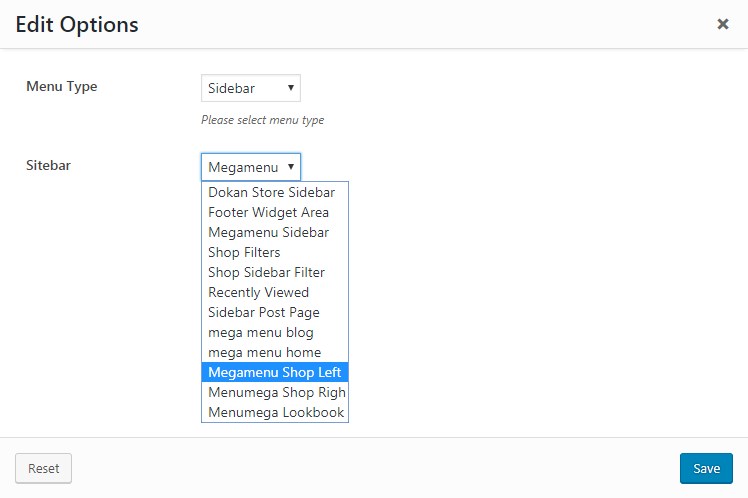 Edit Options
Menu Type
Sidebar
Please select menu type
Sitebar
Megamenu
Dokan Store Sidebar
Footer Widget Area
Megamenu Sidebar
Shop Filters
Shop Sidebar Filter
Recently Viewed
Sidebar Post Page
mega menu blog
mega menu home
Megamenu Shop Left
Menumega Shop Righ
Menumega Lookbook
Reset
Save